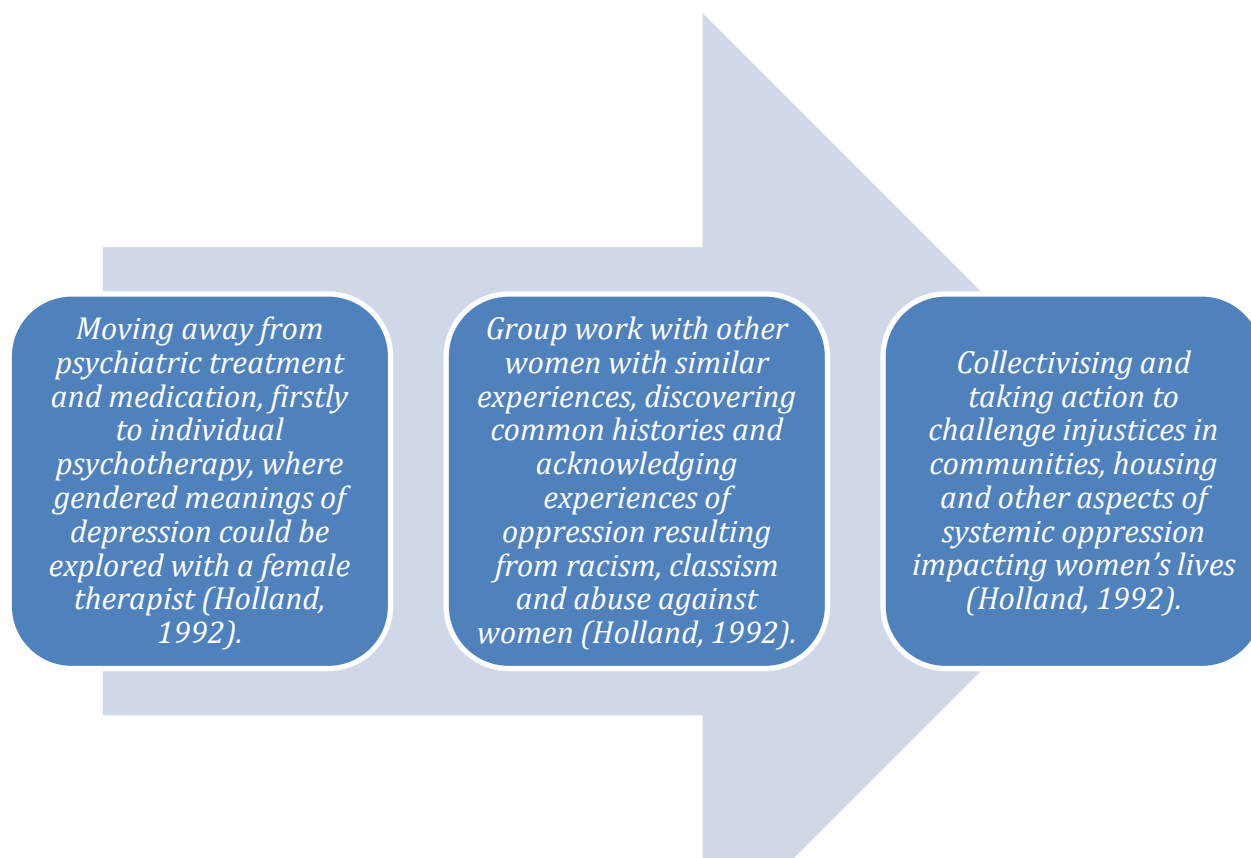 Moving away from
psychiatric treatment
and medication, firstly
to individual
psychotherapy, where
gendered meanings of
depression could be
explored with a female
therapist (Holland,
1992).
Group work with other
women with similar
experiences, discovering
common histories and
acknowledging
experiences of
oppression resulting
from racism, classism
and abuse against
women (Holland, 1992).
Collectivising and
taking action to
challenge injustices in
communities, housing
and other aspects of
systemic oppression
impacting women’s lives
(Holland, 1992).